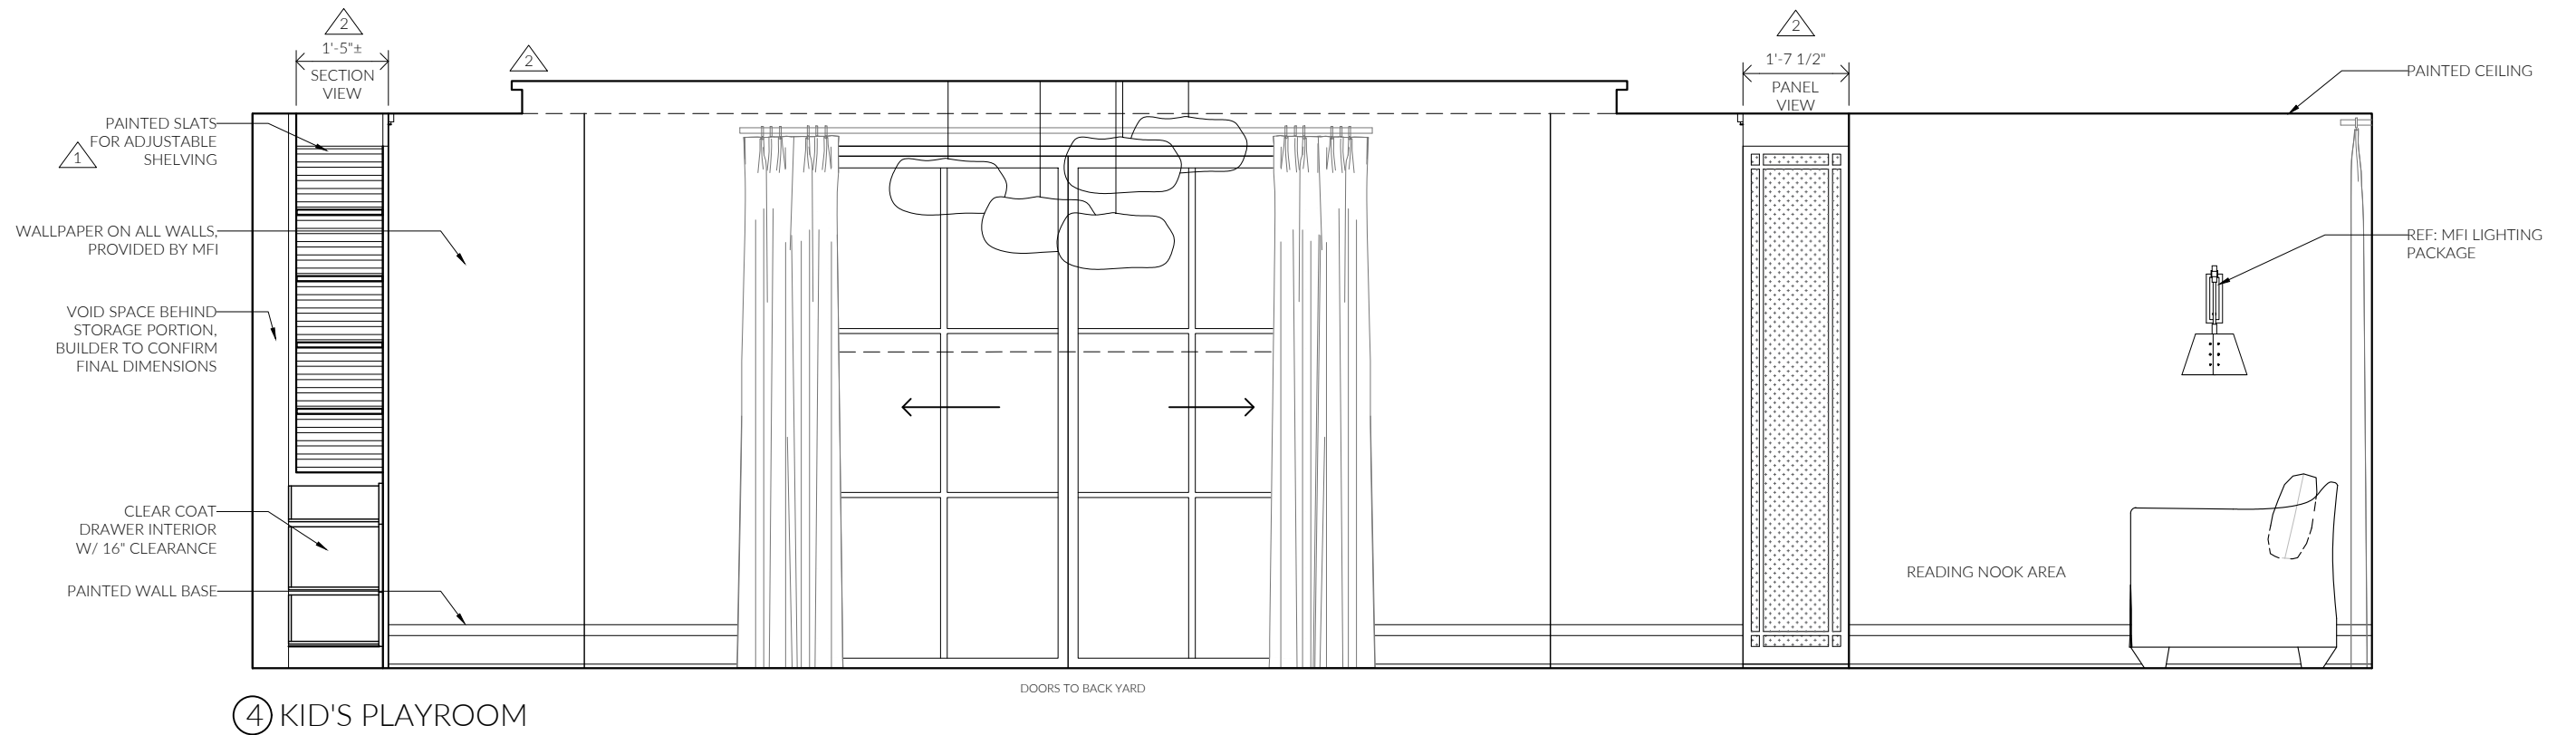 2
1'-5"±
SECTION
VIEW
2
2
1'-7 1/2"
PANEL
VIEW
PAINTED CEILING
PAINTED SLATS
FOR ADJUSTABLE
SHELVING
1
WALLPAPER ON ALL WALLS,
PROVIDED BY MFI
REF: MFI LIGHTING
PACKAGE
VOID SPACE BEHIND
STORAGE PORTION,
BUILDER TO CONFIRM
FINAL DIMENSIONS
CLEAR COAT
DRAWER INTERIOR
W/ 16" CLEARANCE
READING NOOK AREA
PAINTED WALL BASE
DOORS TO BACK YARD
4 KID'S PLAYROOM